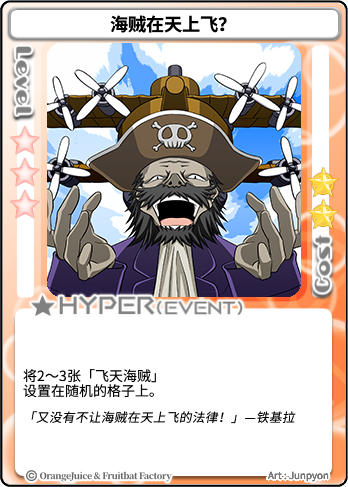 海贼在天上飞?
Level
Cost
HYPER(EVENT)
将2～3张「飞天海贼」
设置在随机的格子上。
「又没有不让海贼在天上飞的法律！」—铁基拉
© OrangeJuice & Fruitbat Factory
Art : Junpyon